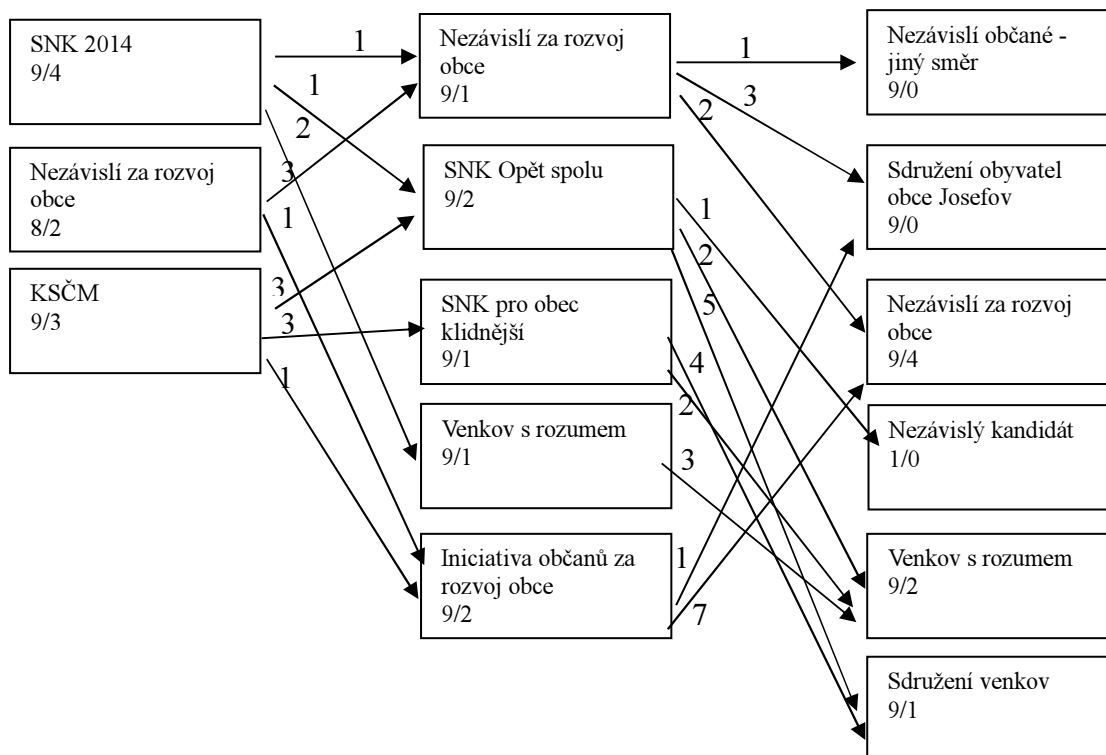 SNK 2014
9/4
Nezávislí za rozvoj
obce
8/2
KSČM
9/3
1
1
2
3
1
3
3
1
Nezávislí za rozvoj
obce
9/1
SNK Opět spolu
9/2
SNK pro obec
klidnější
9/1
Venkov s rozumem
9/1
Iniciativa občanů za
rozvoj obce
9/2
1
3
2
1
2
5
4
2
3
1
7
Nezávislí občané -
jiný směr
9/0
Sdružení obyvatel
obce Josefov
9/0
Nezávislí za rozvoj
obce
9/4
Nezávislý kandidát
1/0
Venkov s rozumem
9/2
Sdružení venkov
9/1